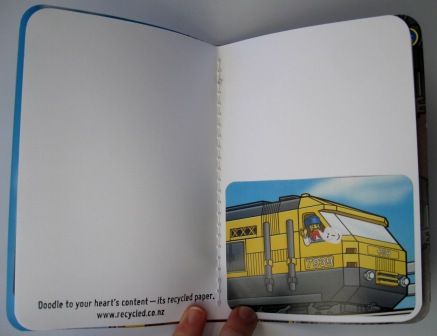 Doodle to your heart's content – its recycled paper.
www.recycled.co.nz